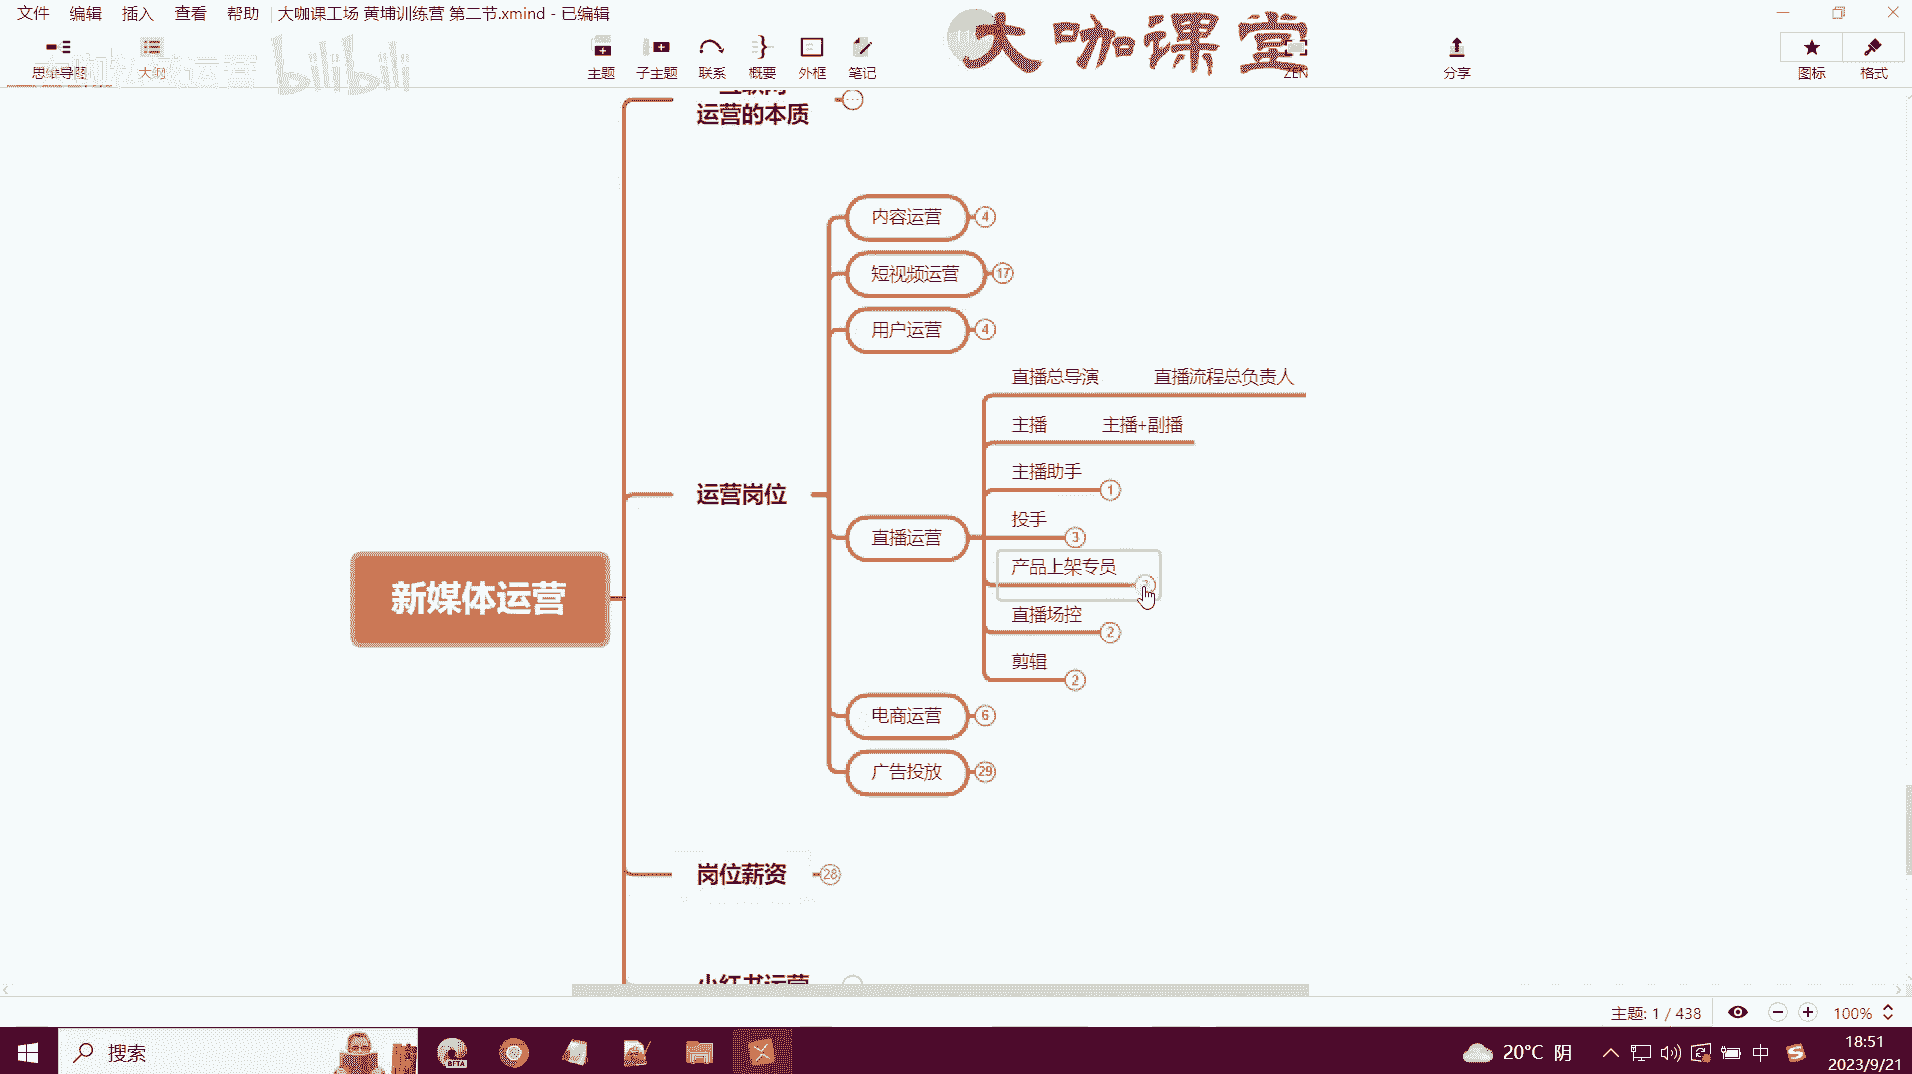 文件 编辑 插入 查看 帮助 大咖课工场 黄埔训练营 第二节.xmind - 已编辑
大咖课堂
bilibili
思维导图 大纲 主题 子主题 联系 概要 外框 笔记 ZEN 分享 图标 格式
运营的本质
内容运营 4
短视频运营 17
用户运营 4
直播总导演 直播流程总负责人
主播 主播+副播
主播助手 1
运营岗位
投手 3
直播运营
产品上架专员
新媒体运营
直播场控 2
剪辑 2
电商运营 6
广告投放 29
岗位薪资 28
小红书运营
主题: 1 / 438 100%
搜索
BETA
20°C 阴
中
18:51
2023/9/21